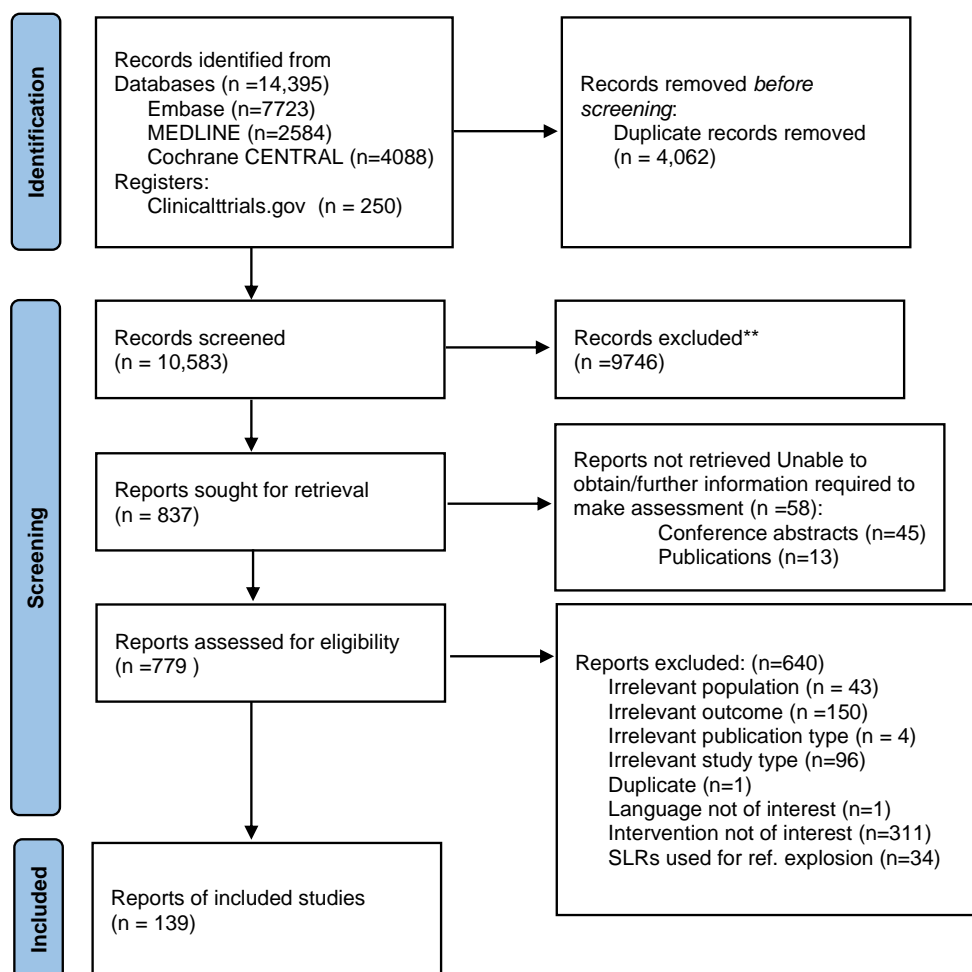 Identification
Records identified from
Databases (n =14,395)
Embase (n=7723)
MEDLINE (n=2584)
Cochrane CENTRAL (n=4088)
Registers:
Clinicalttrials.gov (n = 250)
Records removed before
screening:
Duplicate records removed
(n = 4,062)
Screening
Records screened
(n = 10,583)
Records excluded**
(n =9746)
Reports sought for retrieval
(n = 837)
Reports not retrieved Unable to
obtain/further information required to
make assessment (n =58):
Conference abstracts (n=45)
Publications (n=13)
Reports assessed for eligibility
(n =779 )
Reports excluded: (n=640)
Irrelevant population (n = 43)
Irrelevant outcome (n =150)
Irrelevant publication type (n = 4)
Irrelevant study type (n=96)
Duplicate (n=1)
Language not of interest (n=1)
Intervention not of interest (n=311)
SLRs used for ref. explosion (n=34)
Included
Reports of included studies
(n = 139)